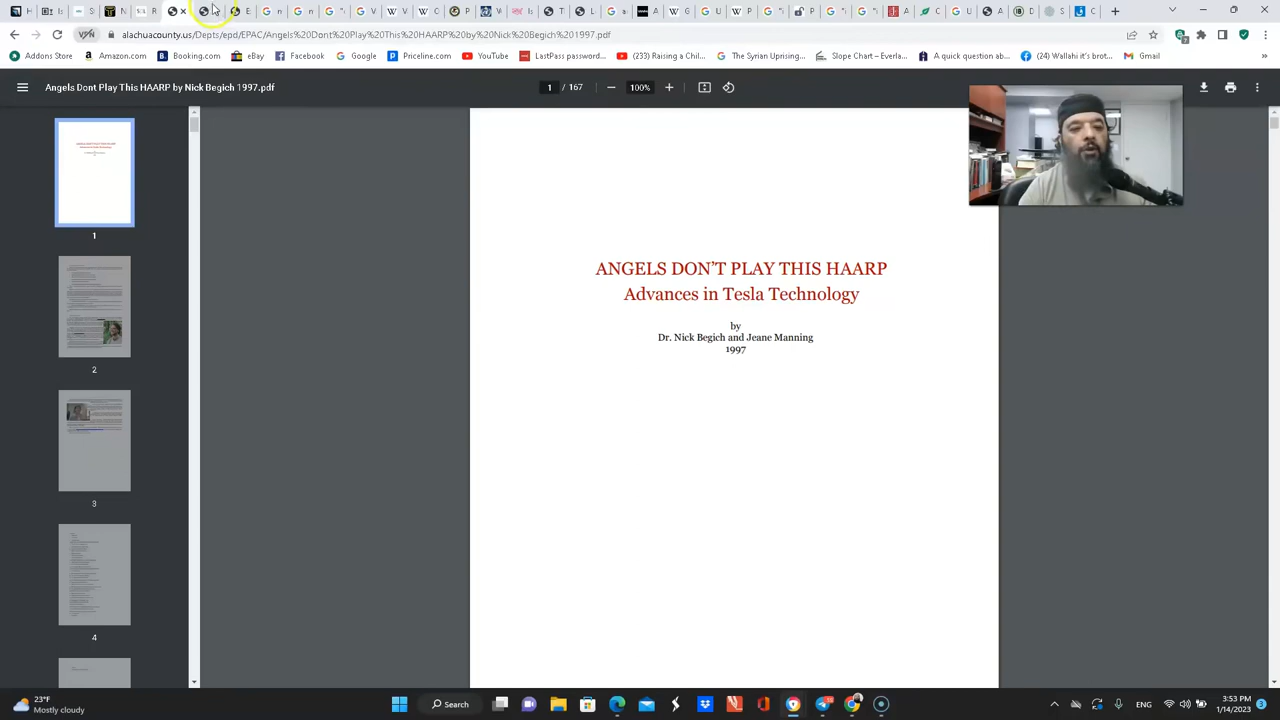 alachuacounty.us/Depts/epd/EPAC/Angels%20Dont%20Play%20This%20HAARP%20by%20Nick%20Begich%201997.pdf
Addons Store
Amazon.com
Booking.com
eBay
Facebook
Google
Priceline.com
YouTube
LastPass password...
(233) Raising a Chil...
The Syrian Uprising...
Slope Chart – Everla...
A quick question ab...
(24) Wallahi it's brot...
Gmail
»
Angels Dont Play This HAARP by Nick Begich 1997.pdf
1 / 167
100%
ANGELS DON'T PLAY THIS HAARP
Advances in Tesla Technology
by
Dr. Nick Begich and Jeane Manning
1997
1
2
3
4
23°F
Mostly cloudy
Search
ENG
3:53 PM
1/14/2023